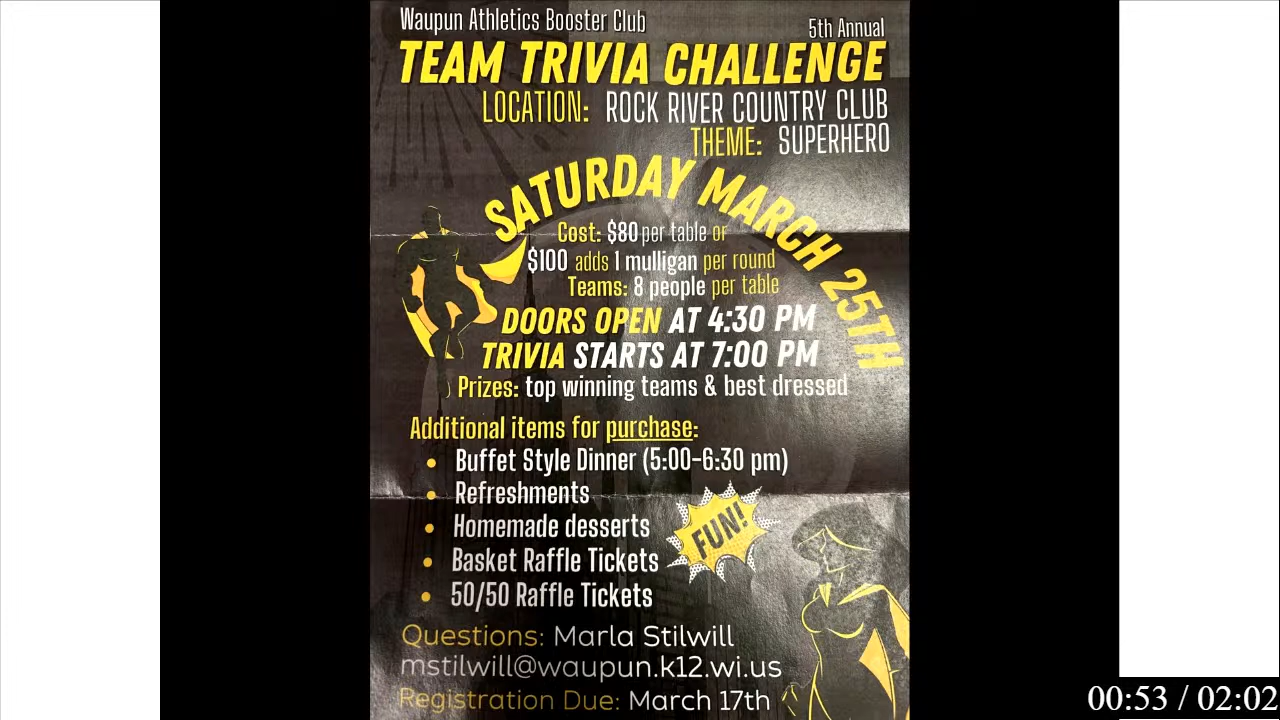 Waupun Athletics Booster Club
5th Annual
TEAM TRIVIA CHALLENGE
LOCATION: ROCK RIVER COUNTRY CLUB
THEME: SUPERHERO
SATURDAY MARCH 25TH
Cost: $80 per table or
$100 adds 1 mulligan per round
Teams: 8 people per table
DOORS OPEN AT 4:30 PM
TRIVIA STARTS AT 7:00 PM
Prizes: top winning teams & best dressed
Additional items for purchase:
• Buffet Style Dinner (5:00-6:30 pm)
• Refreshments
• Homemade desserts
• Basket Raffle Tickets
• 50/50 Raffle Tickets
FUN!
Questions: Marla Stilwill
mstilwill@waupun.k12.wi.us
Registration Due: March 17th
00:53 / 02:02